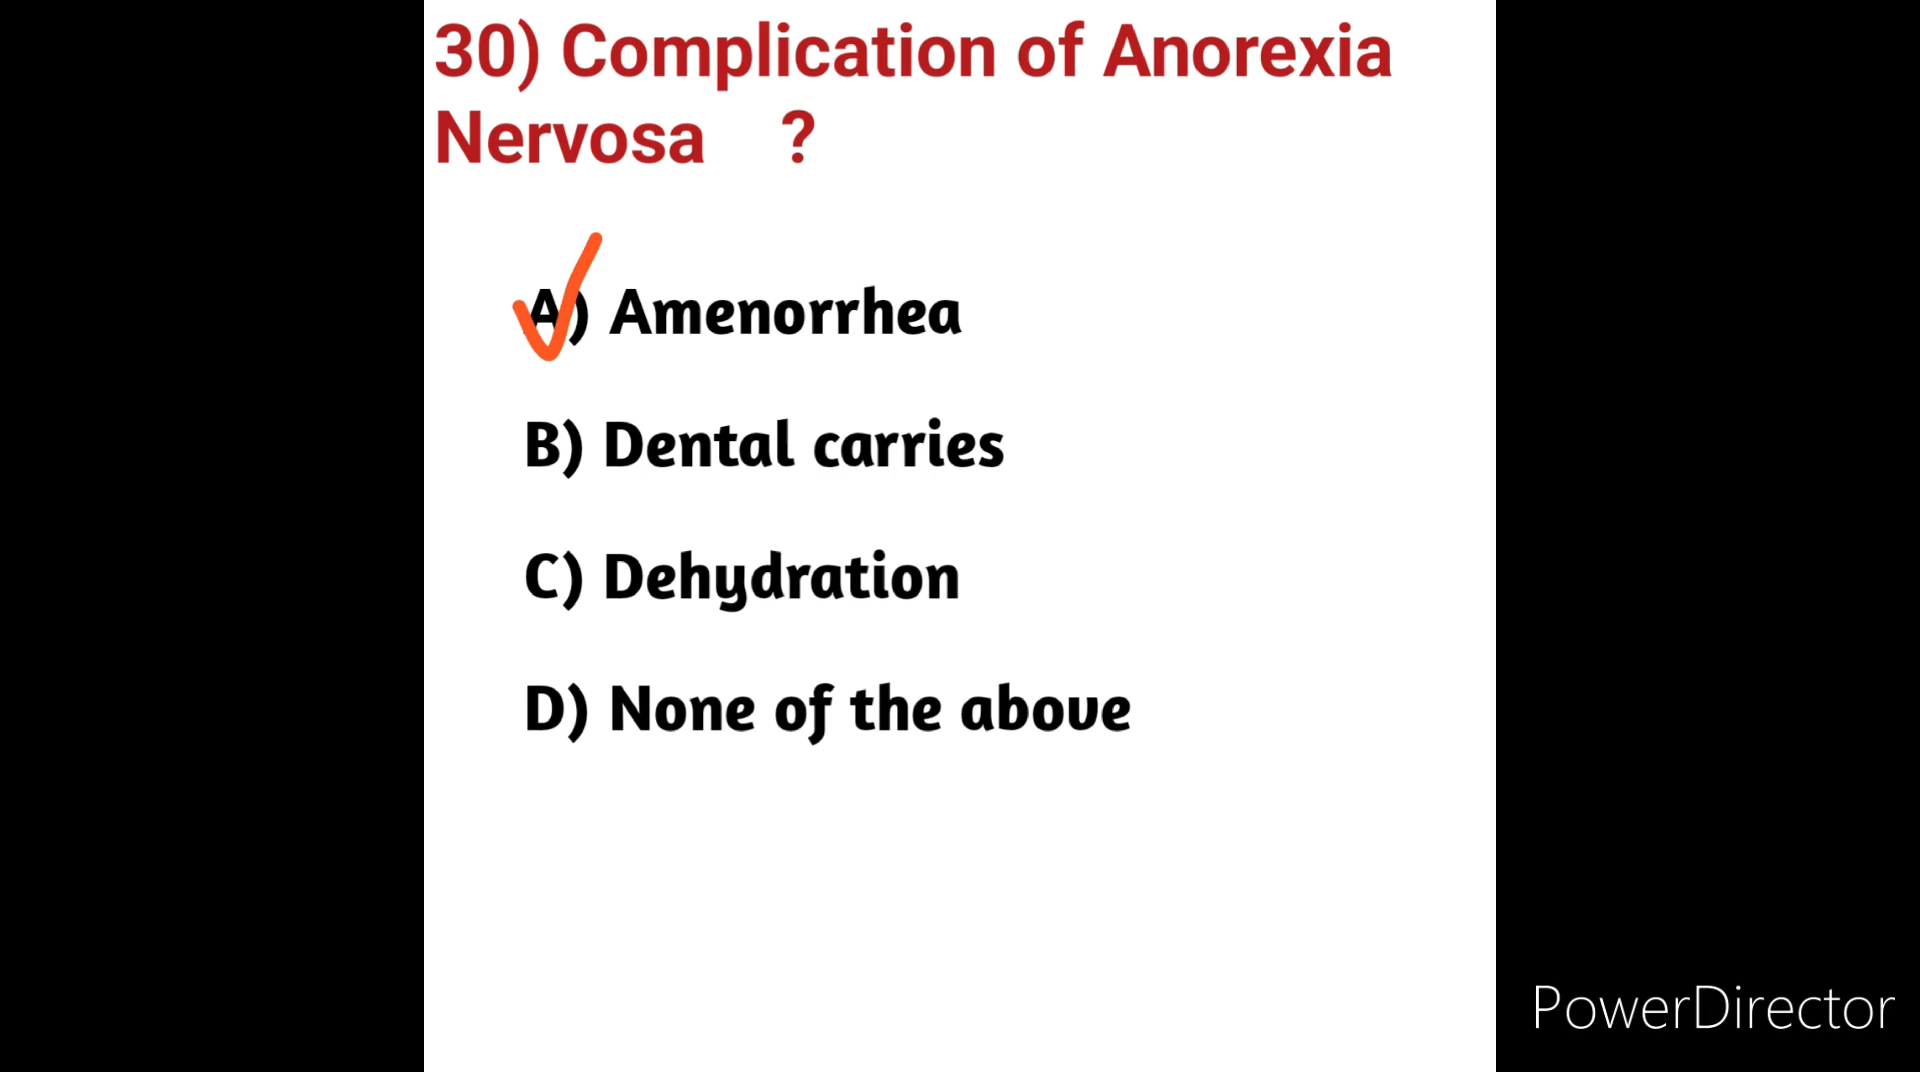 30) Complication of Anorexia
Nervosa ?
A) Amenorrhea
B) Dental carries
C) Dehydration
D) None of the above
PowerDirector